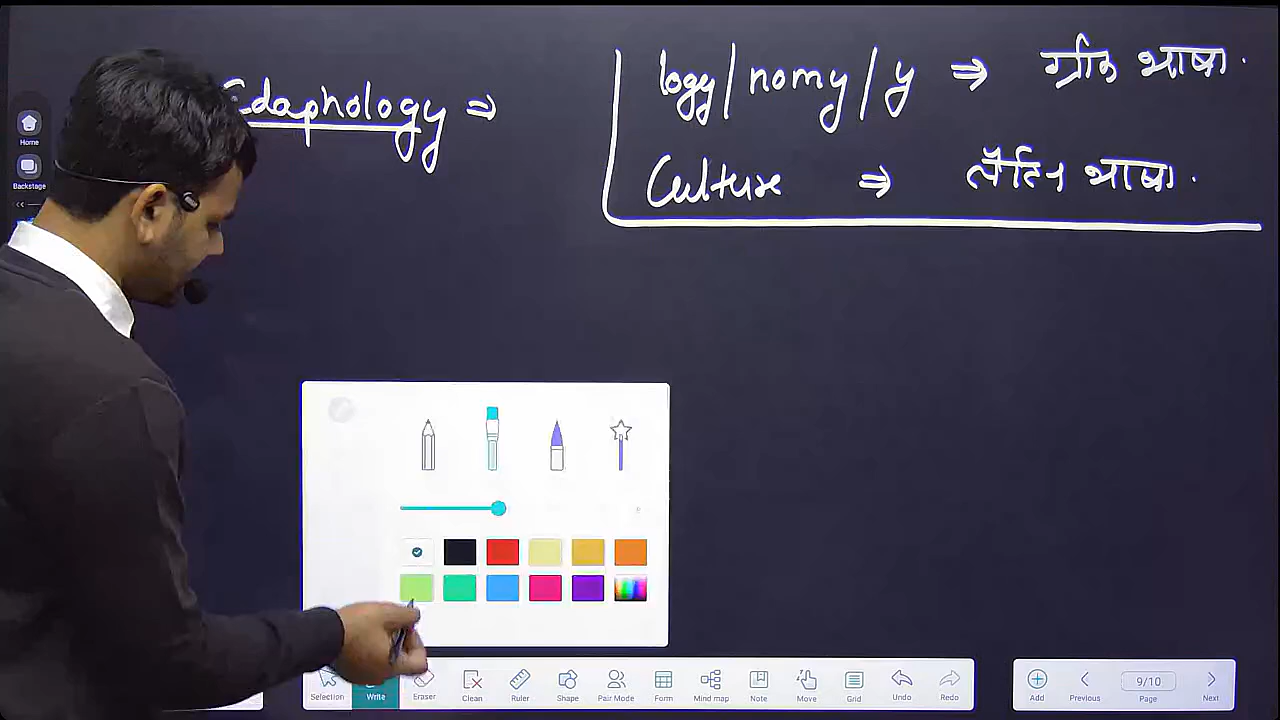 Edaphology ⇒
logy/nomy/y ⇒ ग्रीक भाषा.
Culture ⇒ लैटिन भाषा.
Home
Backstage
Selection Write Eraser Clean Ruler Shape Pair Mode Form Mind map Note Move Grid Undo Redo
Add Previous 9/10 Page Next